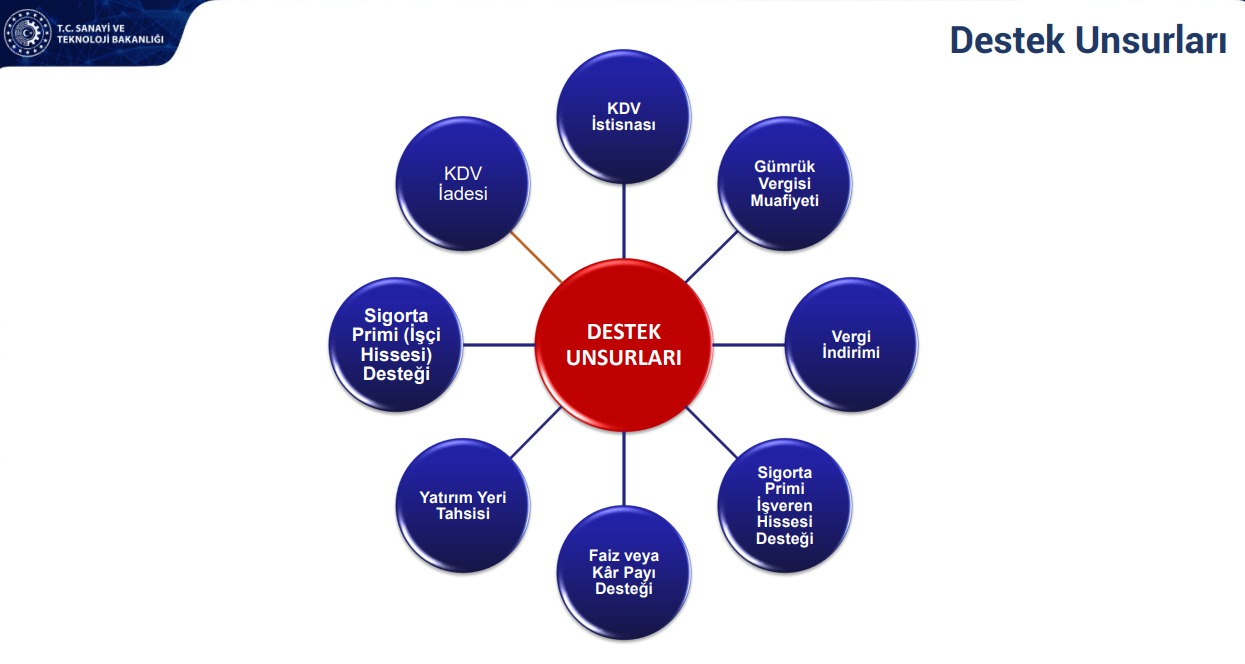 T.C. SANAYİ VE
TEKNOLOJİ BAKANLIĞI
Destek Unsurları
KDV
İstisnası
Gümrük
Vergisi
Muafiyeti
Vergi
İndirimi
Sigorta
Primi
İşveren
Hissesi
Desteği
Faiz veya
Kâr Payı
Desteği
Yatırım Yeri
Tahsisi
Sigorta
Primi (İşçi
Hissesi)
Desteği
KDV
İadesi
DESTEK
UNSURLARI